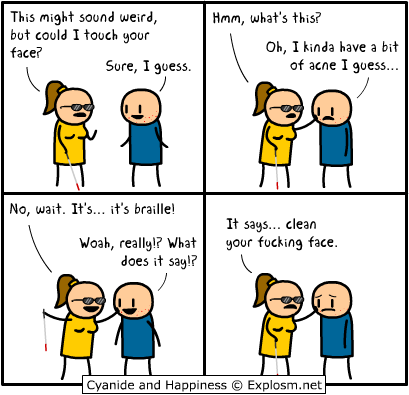 This might sound weird,
but could I touch your
face?
Sure, I guess.
Hmm, what's this?
Oh, I kinda have a bit
of acne I guess...
No, wait. It's... it's braille!
Woah, really!? What
does it say!?
It says... clean
your fucking face.
Cyanide and Happiness © Explosm.net